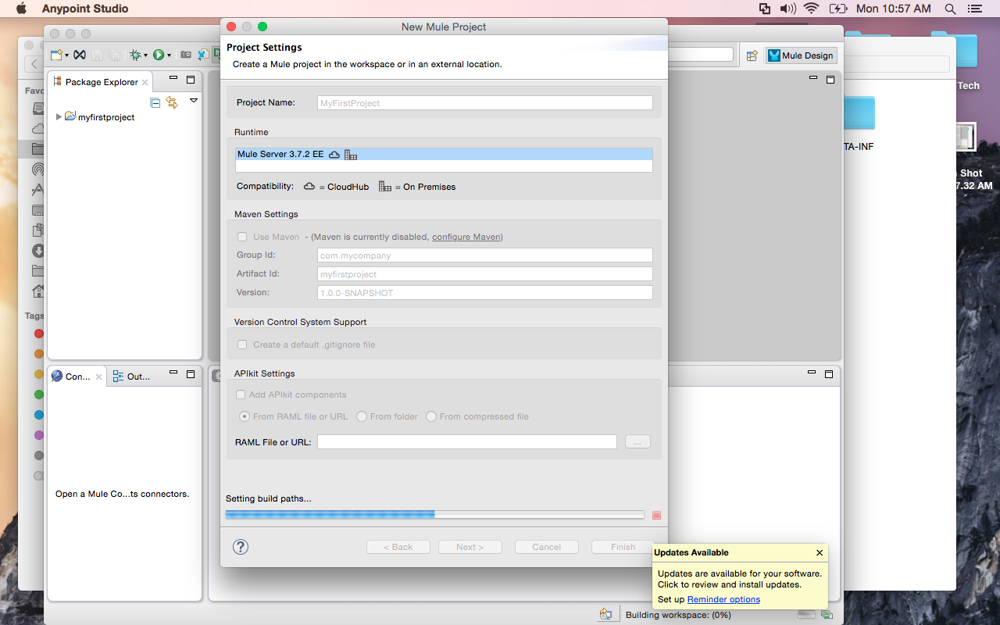 Anypoint Studio
Mon 10:57 AM
New Mule Project
Project Settings
Create a Mule project in the workspace or in an external location.
Mule Design
Tech
Package Explorer
myfirstproject
Project Name:
MyFirstProject
Runtime
Mule Server 3.7.2 EE
Compatibility:
= CloudHub
= On Premises
TA-INF
Shot
7.32 AM
Maven Settings
Use Maven - (Maven is currently disabled, configure Maven)
Group Id:
com.mycompany
Artifact Id:
myfirstproject
Version:
1.0.0-SNAPSHOT
Favo
Tags
Version Control System Support
Create a default .gitignore file
Con...
Out...
APIkit Settings
Add APIkit components
From RAML file or URL
From folder
From compressed file
RAML File or URL:
...
Open a Mule Co...ts connectors.
Setting build paths...
?
< Back
Next >
Cancel
Finish
Updates Available
Updates are available for your software.
Click to review and install updates.
Set up Reminder options
Building workspace: (0%)